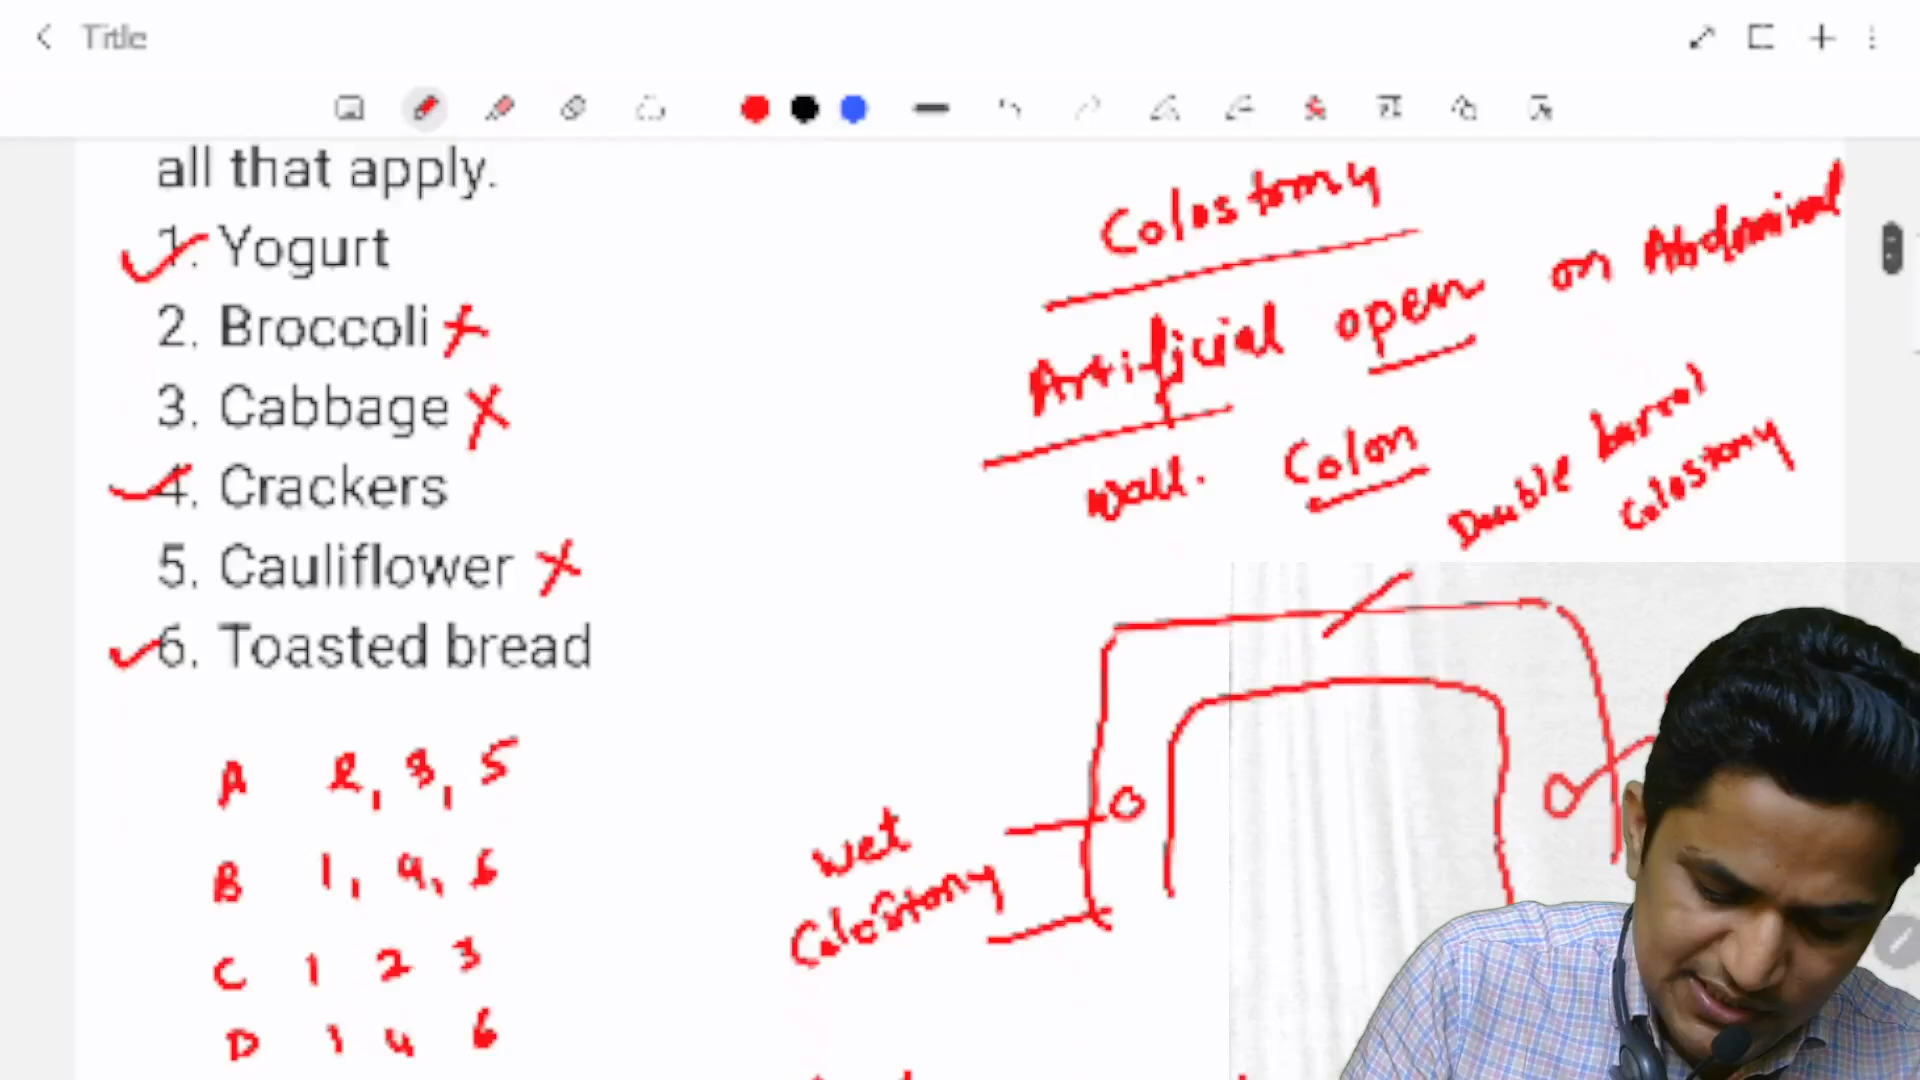 Title
all that apply.
1. Yogurt
2. Broccoli
3. Cabbage
4. Crackers
5. Cauliflower
6. Toasted bread
A 2, 3, 5
B 1, 4, 6
C 1 2 3
D 1 4 6
Colostomy
Artificial open on Abdominal
wall. Colon
Double barrel
Colostomy
Wet
Colostomy